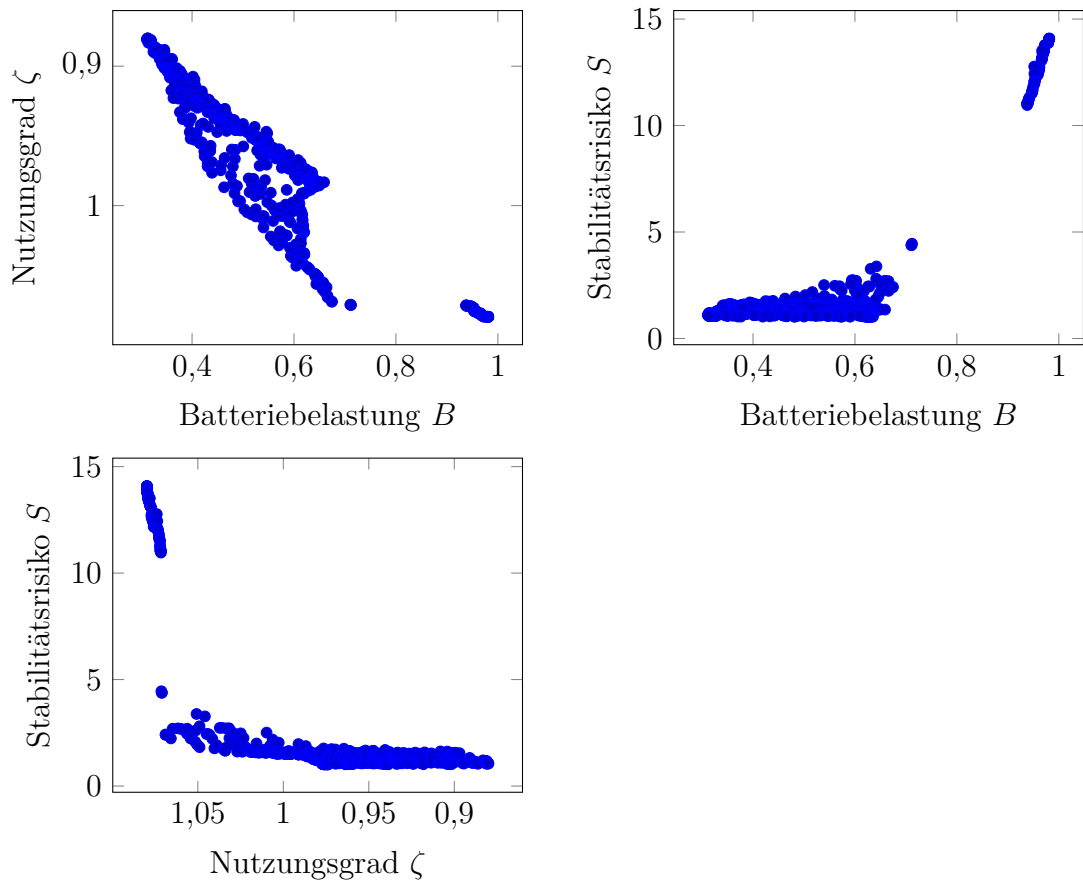 0,9
1
Nutzungsgrad ζ
0,4 0,6 0,8 1
Batteriebelastung B
15
10
5
0
Stabilitätsrisiko S
0,4 0,6 0,8 1
Batteriebelastung B
15
10
5
0
Stabilitätsrisiko S
1,05 1 0,95 0,9
Nutzungsgrad ζ